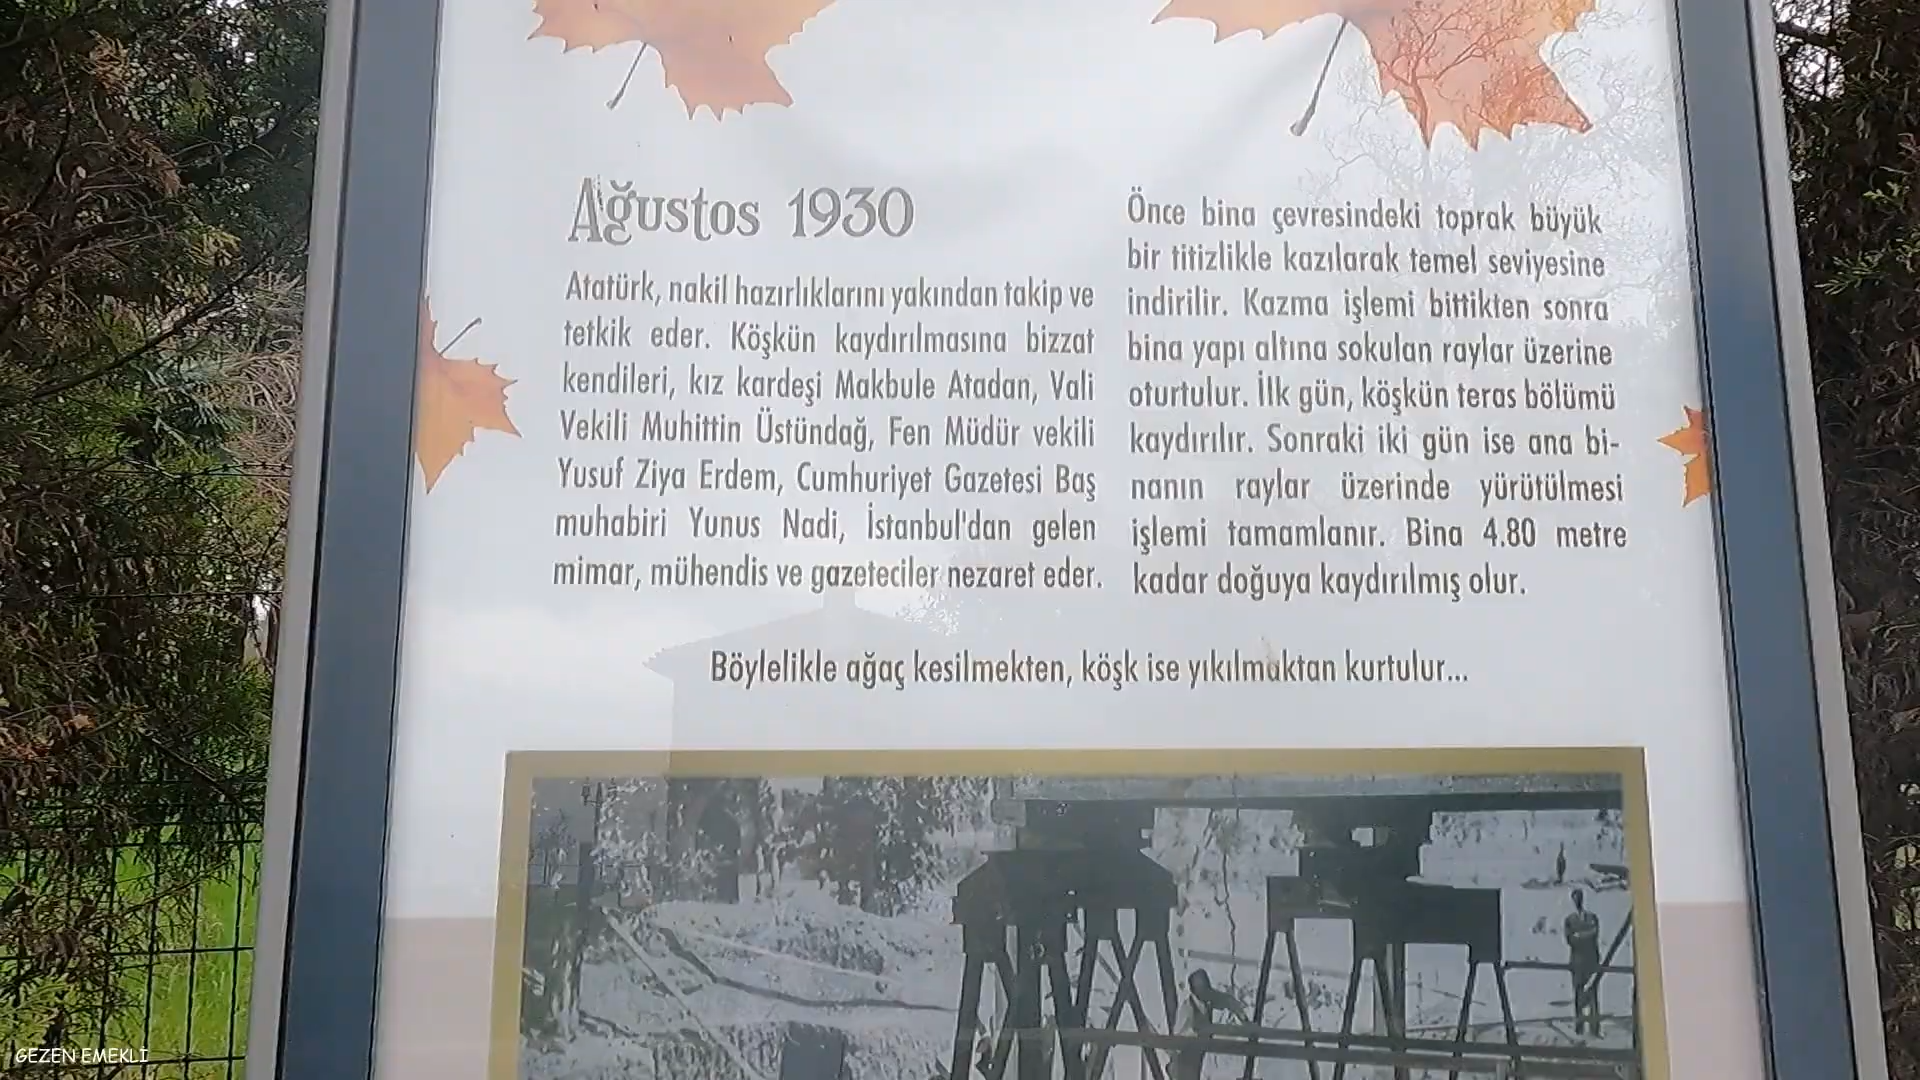 Ağustos 1930
Atatürk, nakil hazırlıklarını yakından takip ve
tetkik eder. Köşkün kaydırılmasına bizzat
kendileri, kız kardeşi Makbule Atadan, Vali
Vekili Muhittin Üstündağ, Fen Müdür vekili
Yusuf Ziya Erdem, Cumhuriyet Gazetesi Baş
muhabiri Yunus Nadi, İstanbul'dan gelen
mimar, mühendis ve gazeteciler nezaret eder.
Önce bina çevresindeki toprak büyük
bir titizlikle kazılarak temel seviyesine
indirilir. Kazma işlemi bittikten sonra
bina yapı altına sokulan raylar üzerine
oturtulur. İlk gün, köşkün teras bölümü
kaydırılır. Sonraki iki gün ise ana bi-
nanın raylar üzerinde yürütülmesi
işlemi tamamlanır. Bina 4.80 metre
kadar doğuya kaydırılmış olur.
Böylelikle ağaç kesilmekten, köşk ise yıkılmaktan kurtulur...
GEZEN EMEKLİ